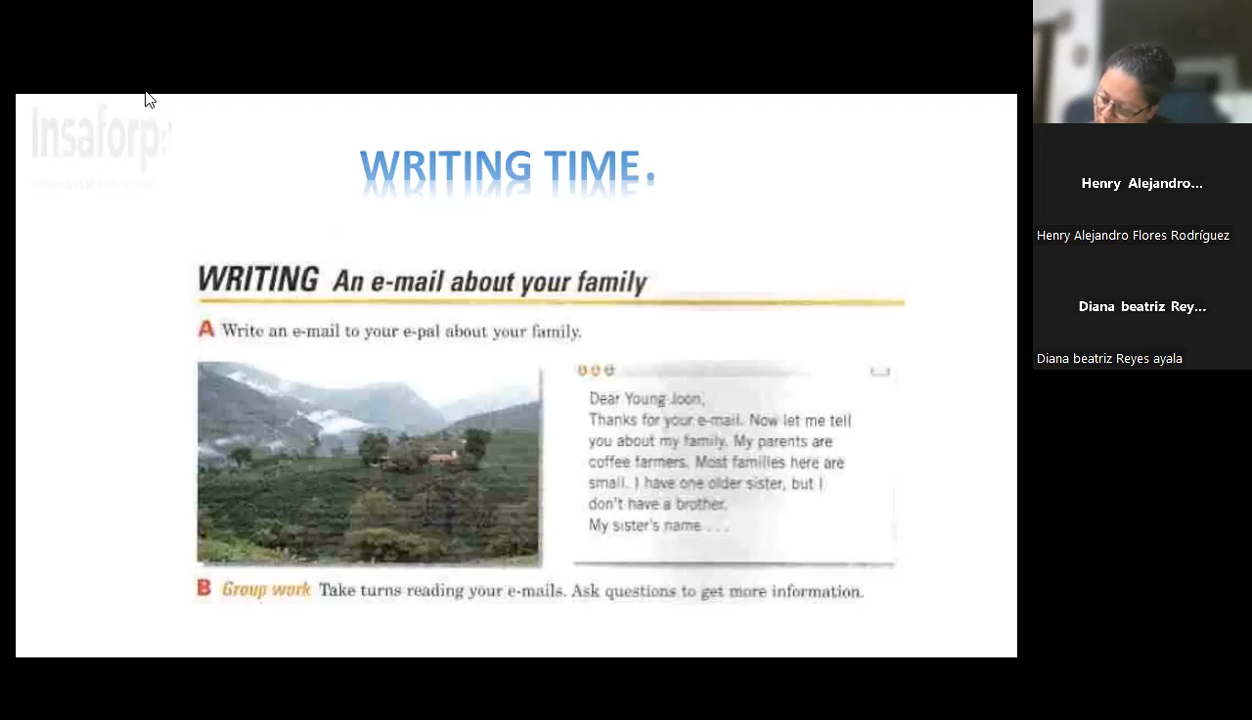 Insaforp
WRITING TIME.
WRITING An e-mail about your family
A Write an e-mail to your e-pal about your family.
Dear Young Joon,
Thanks for your e-mail. Now let me tell
you about my family. My parents are
coffee farmers. Most families here are
small. I have one older sister, but I
don't have a brother.
My sister's name . . .
B Group work Take turns reading your e-mails. Ask questions to get more information.
Henry Alejandro...
Henry Alejandro Flores Rodríguez
Diana beatriz Rey...
Diana beatriz Reyes ayala